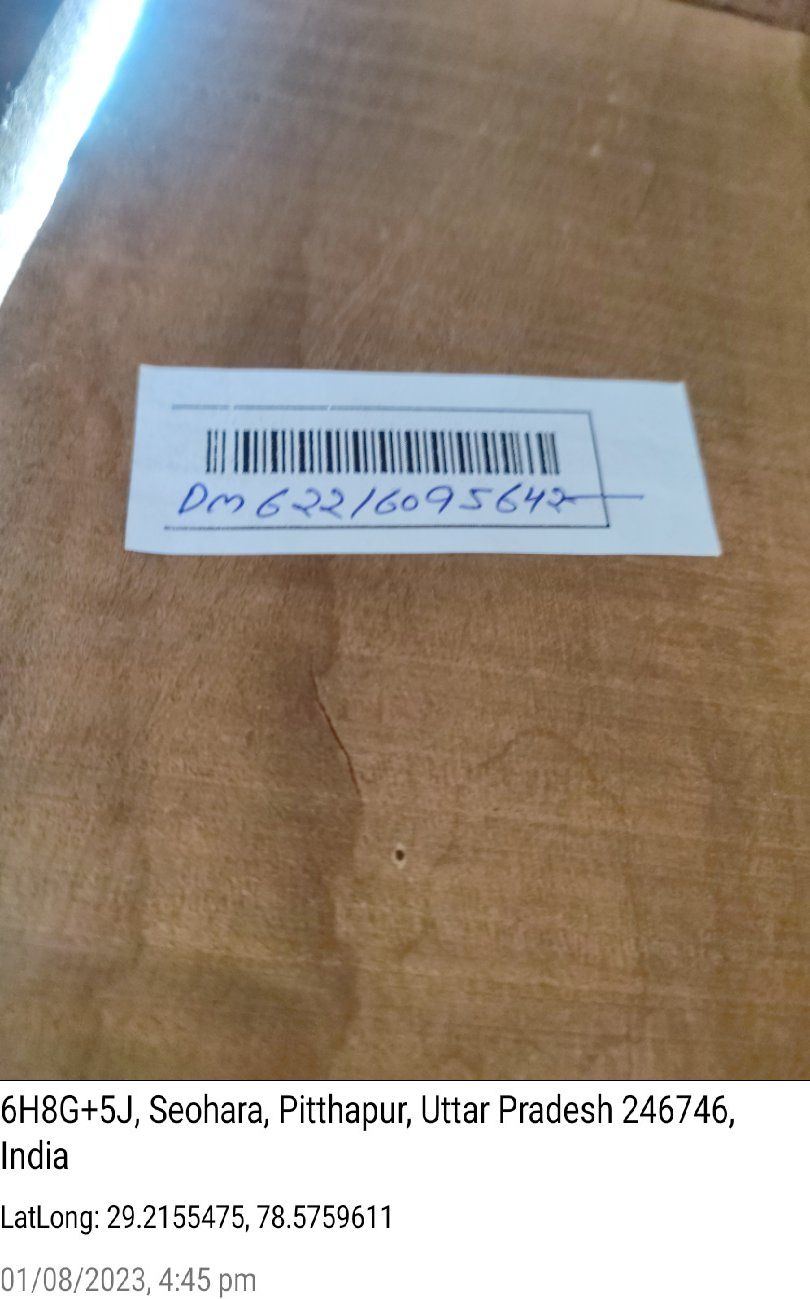 Dm 62216095642
6H8G+5J, Seohara, Pitthapur, Uttar Pradesh 246746,
India
LatLong: 29.2155475, 78.5759611
01/08/2023, 4:45 pm